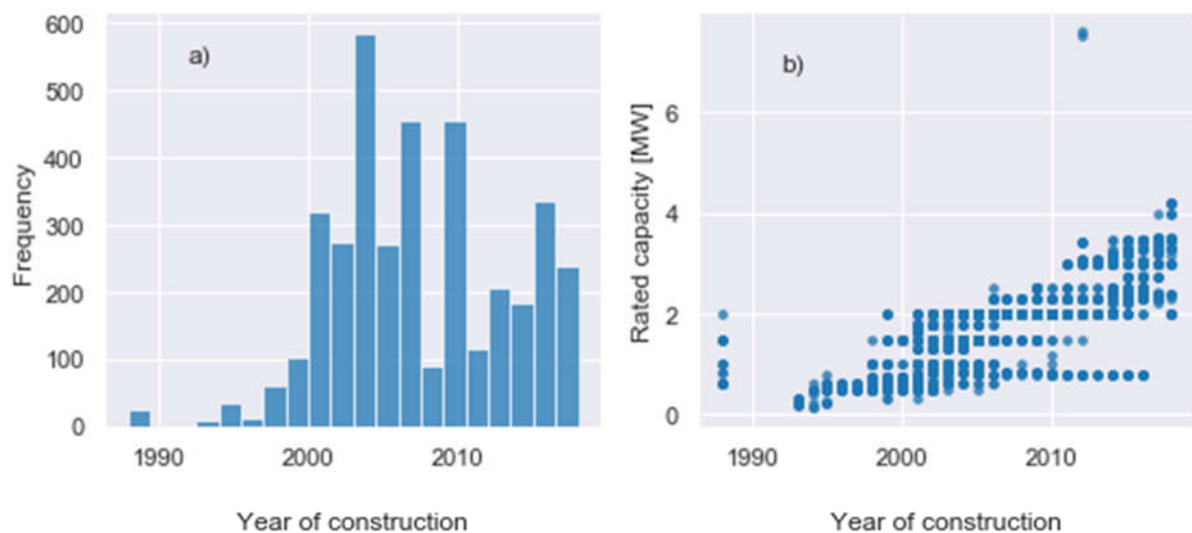 600
500
400
300
200
100
0
Frequency
a)
1990 2000 2010
Year of construction
6
4
2
0
Rated capacity [MW]
b)
1990 2000 2010
Year of construction